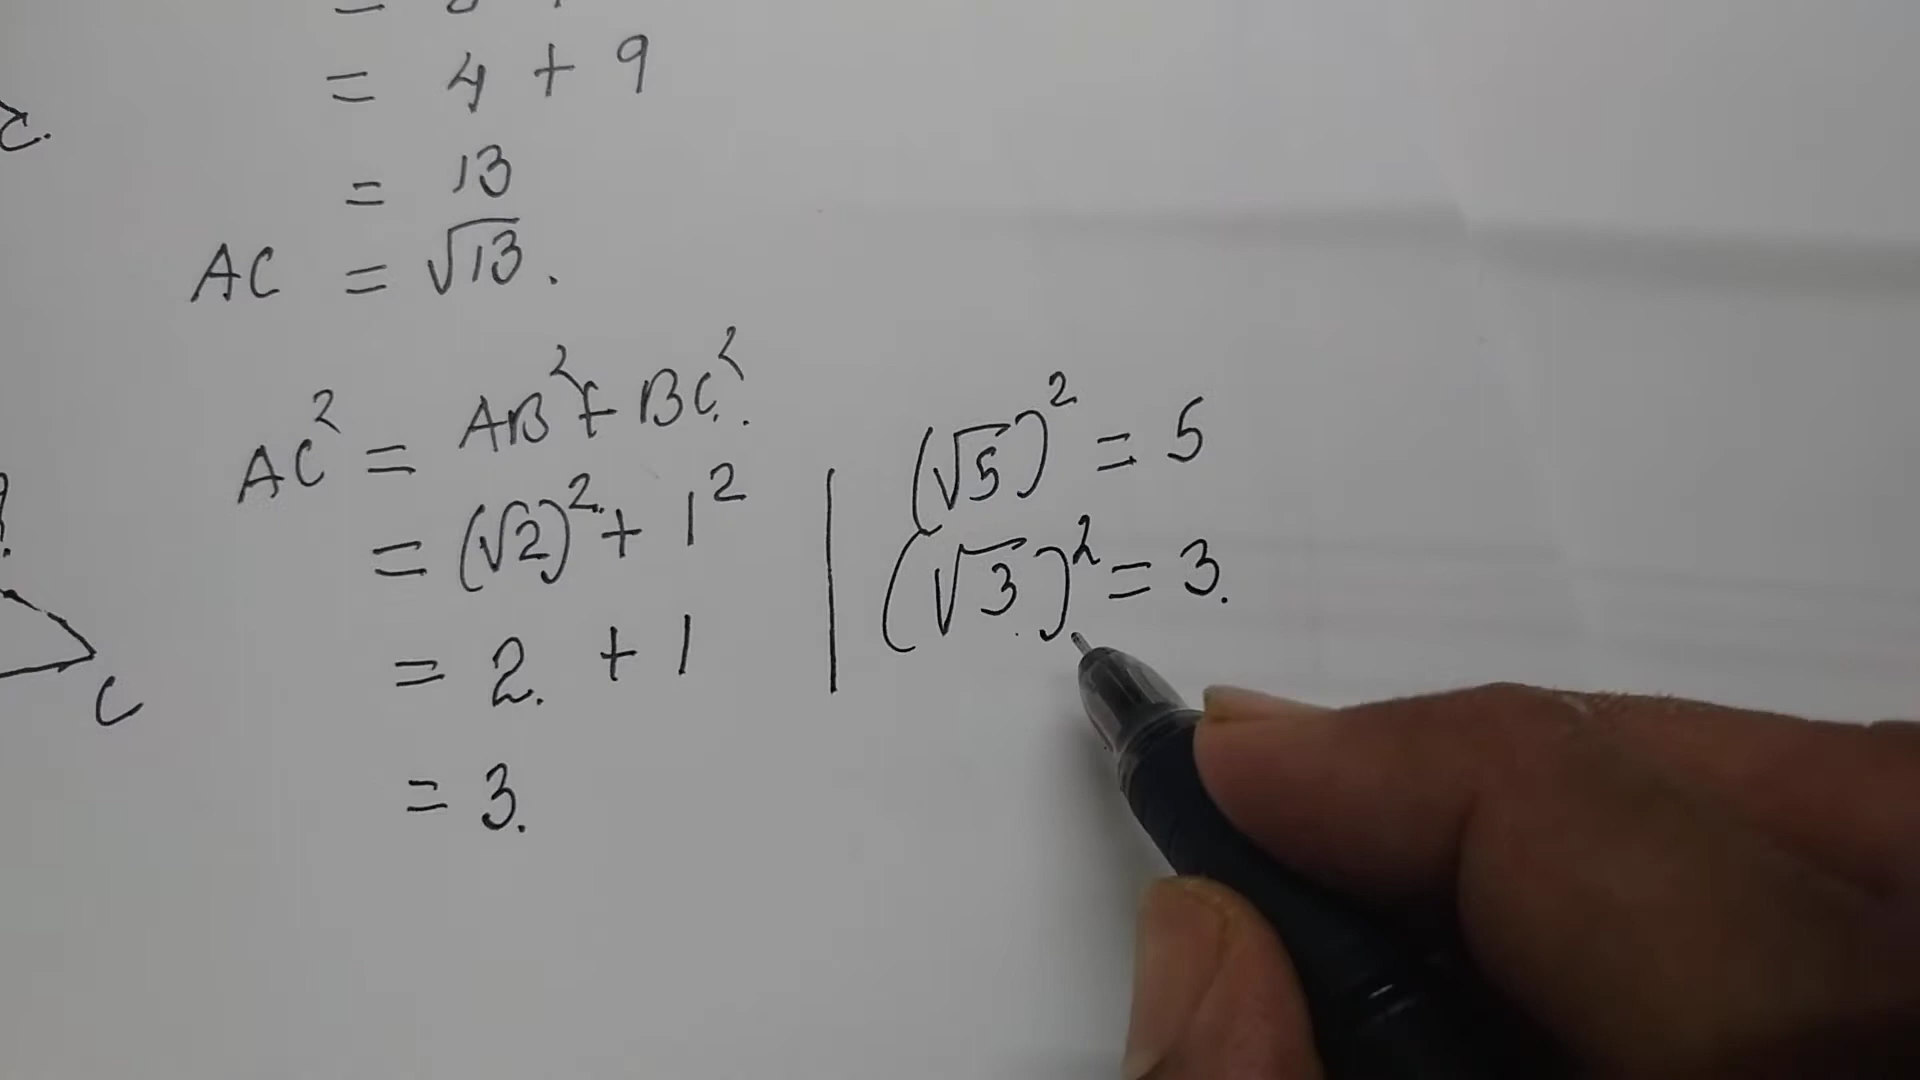 = 4 + 9
= 13
AC = √13.
AC² = AB² + BC².
= (√2)² + 1²
= 2. + 1
= 3.
(√5)² = 5
(√3)² = 3.
C.
C